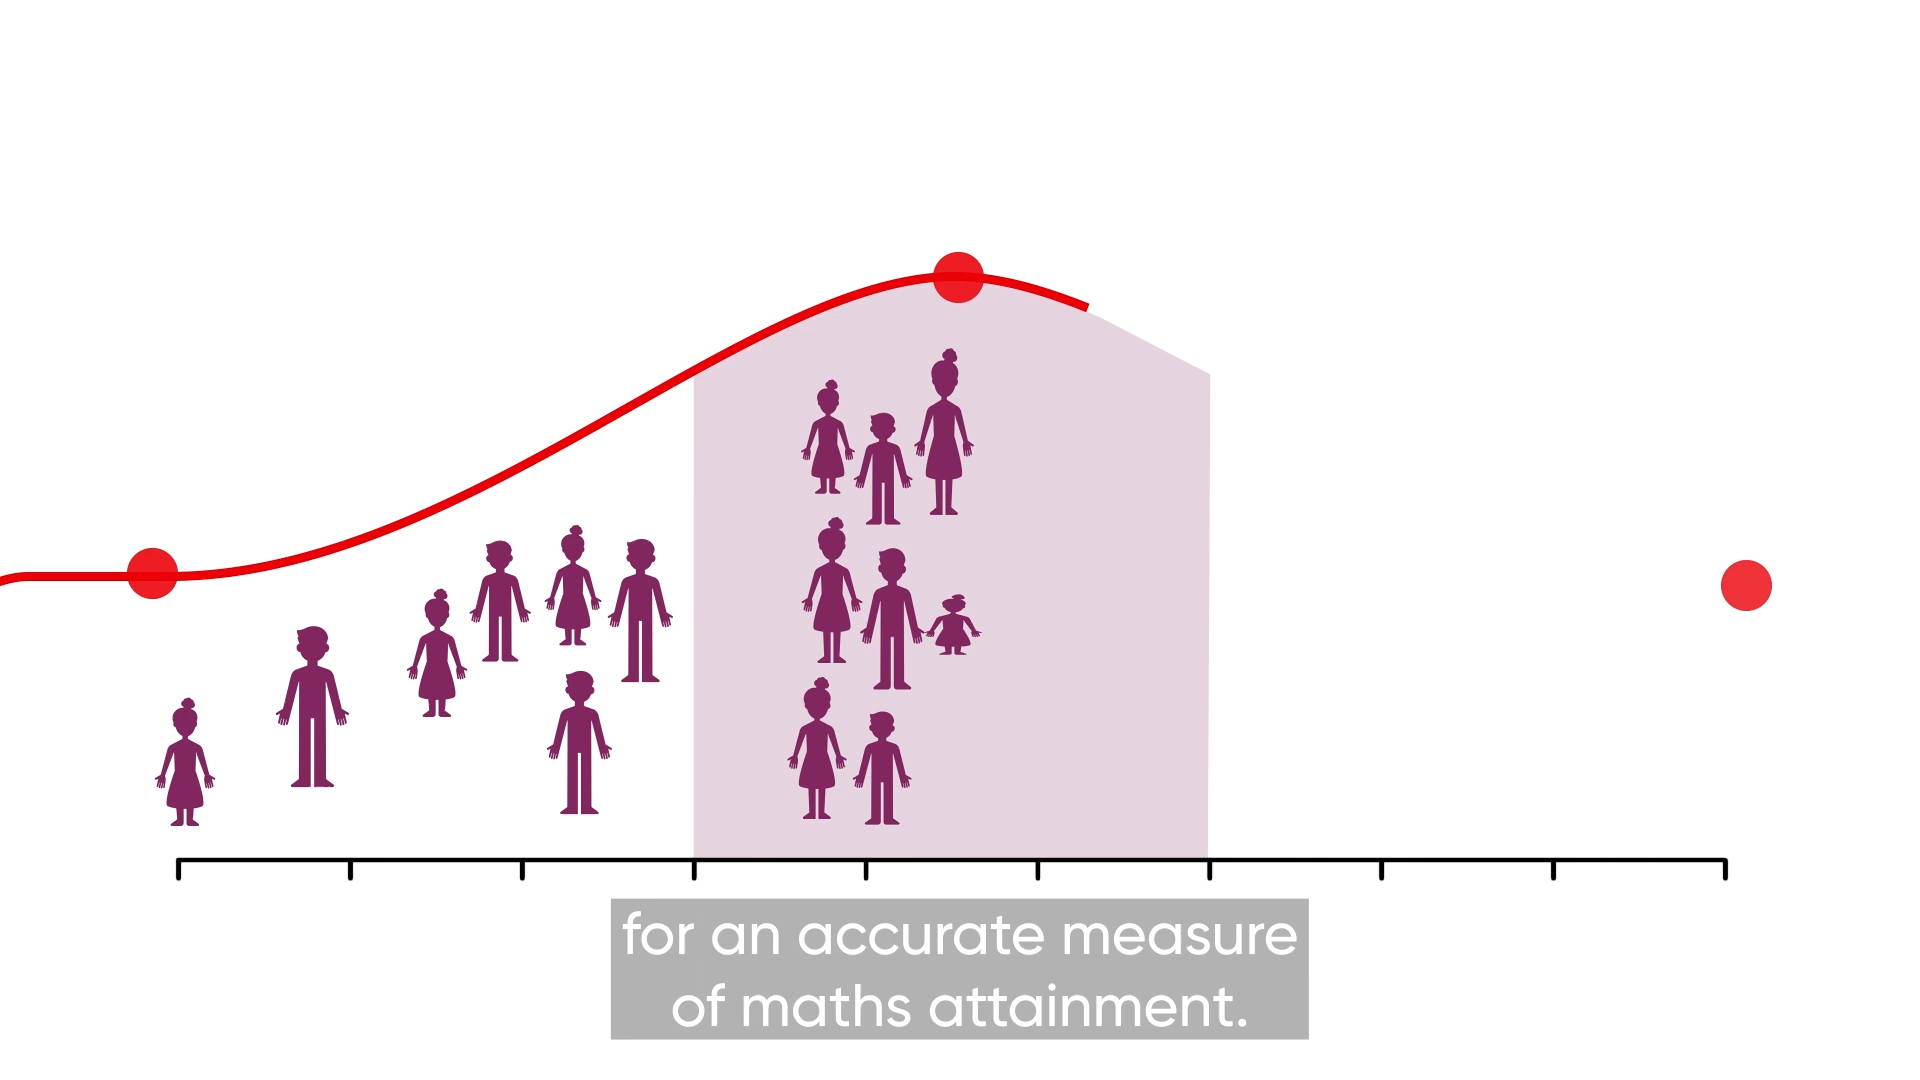 for an accurate measure
of maths attainment.